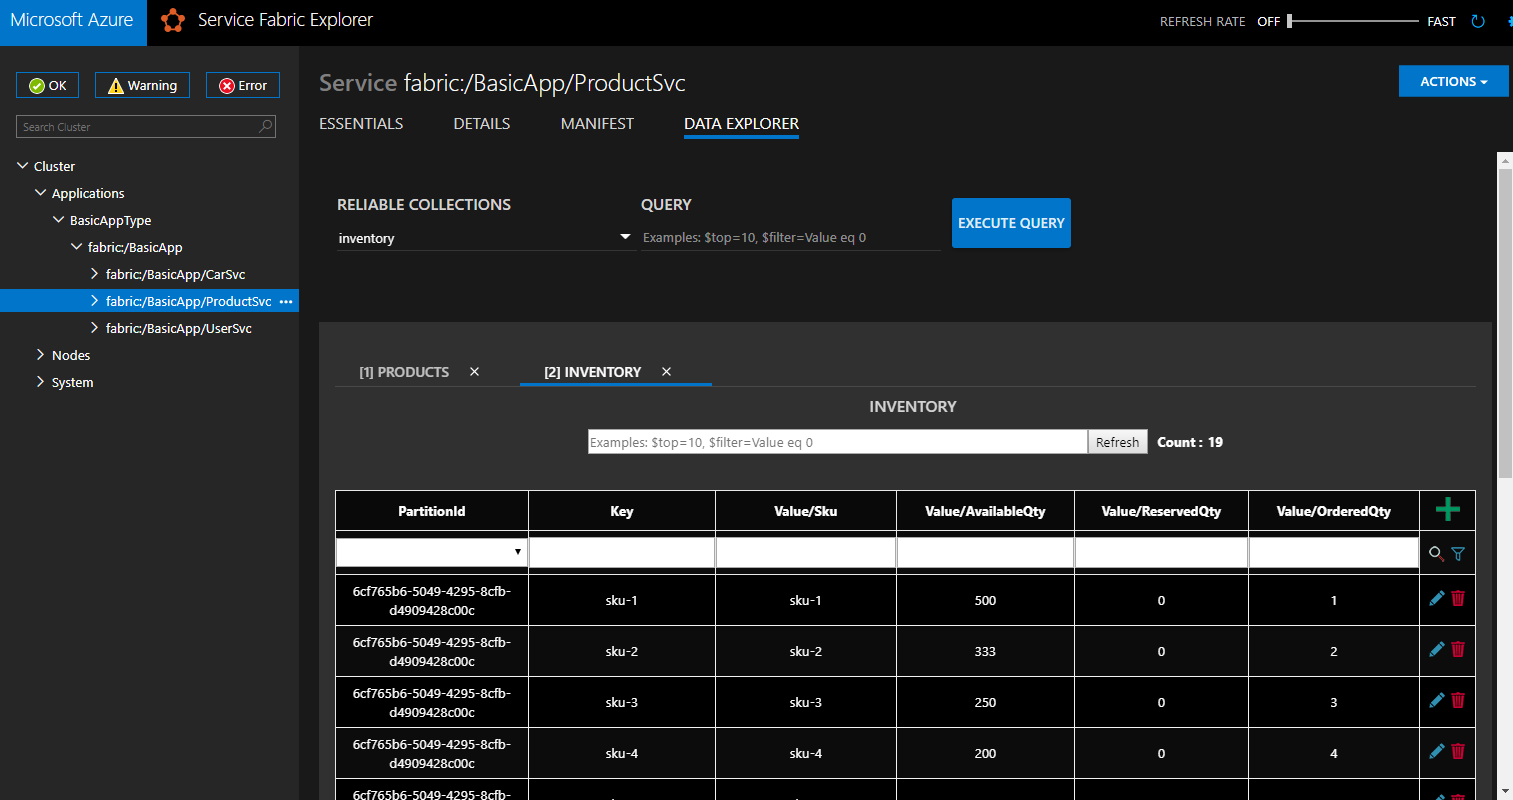 Microsoft Azure
Service Fabric Explorer
REFRESH RATE OFF FAST
OK Warning Error
Search Cluster
Cluster
Applications
BasicAppType
fabric:/BasicApp
fabric:/BasicApp/CarSvc
fabric:/BasicApp/ProductSvc
fabric:/BasicApp/UserSvc
Nodes
System
Service fabric:/BasicApp/ProductSvc
ACTIONS
ESSENTIALS DETAILS MANIFEST DATA EXPLORER
RELIABLE COLLECTIONS QUERY
inventory Examples: $top=10, $filter=Value eq 0 EXECUTE QUERY
[1] PRODUCTS [2] INVENTORY
INVENTORY
Examples: $top=10, $filter=Value eq 0 Refresh Count : 19
PartitionId Key Value/Sku Value/AvailableQty Value/ReservedQty Value/OrderedQty
6cf765b6-5049-4295-8cfb-
d4909428c00c sku-1 sku-1 500 0 1
6cf765b6-5049-4295-8cfb-
d4909428c00c sku-2 sku-2 333 0 2
6cf765b6-5049-4295-8cfb-
d4909428c00c sku-3 sku-3 250 0 3
6cf765b6-5049-4295-8cfb-
d4909428c00c sku-4 sku-4 200 0 4
6cf765b6-5049-4295-8cfb-